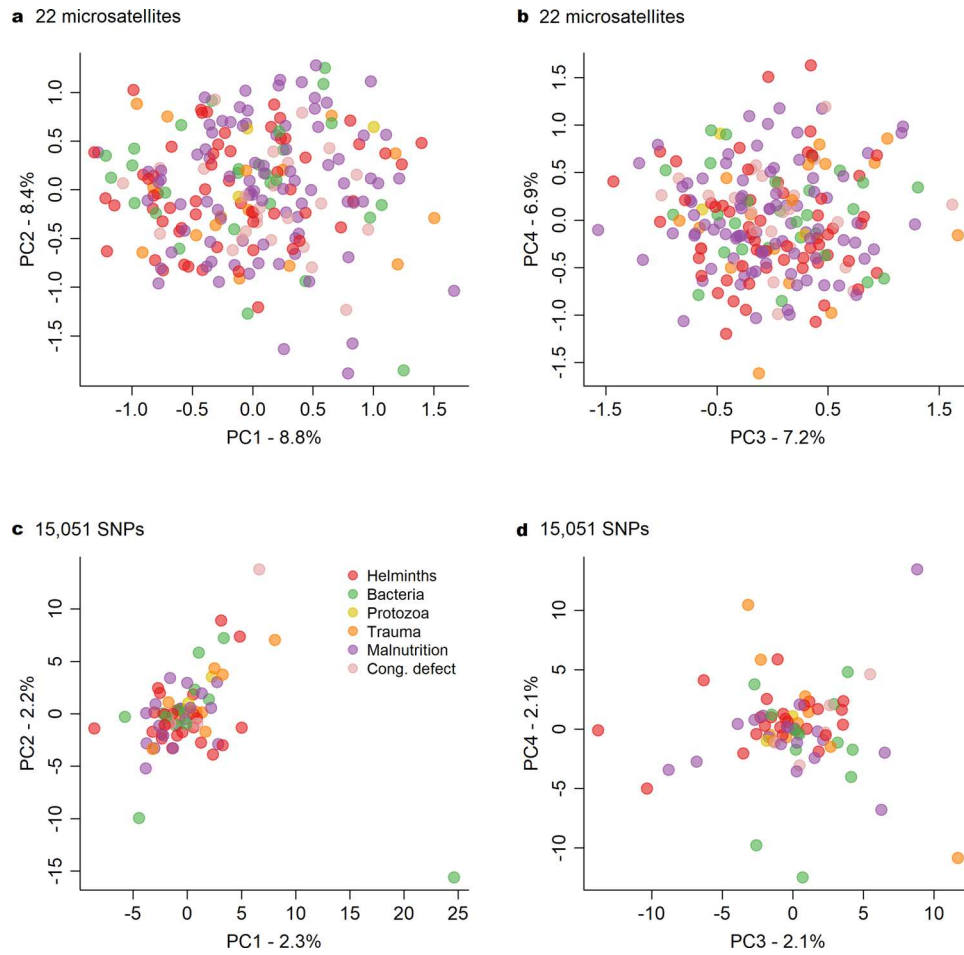 a 22 microsatellites
b 22 microsatellites
PC2 - 8.4%
1.0
0.5
0.0
-0.5
-1.0
-1.5
-1.0
-0.5
0.0
0.5
1.0
1.5
PC1 - 8.8%
PC4 - 6.9%
1.5
1.0
0.5
0.0
-0.5
-1.0
-1.5
-1.5
-0.5
0.5
1.5
PC3 - 7.2%
c 15,051 SNPs
d 15,051 SNPs
PC2 - 2.2%
10
5
0
-5
-10
-15
Helminths
Bacteria
Protozoa
Trauma
Malnutrition
Cong. defect
-5
0
5
10
15
20
25
PC1 - 2.3%
PC4 - 2.1%
10
5
0
-5
-10
-10
-5
0
5
10
PC3 - 2.1%